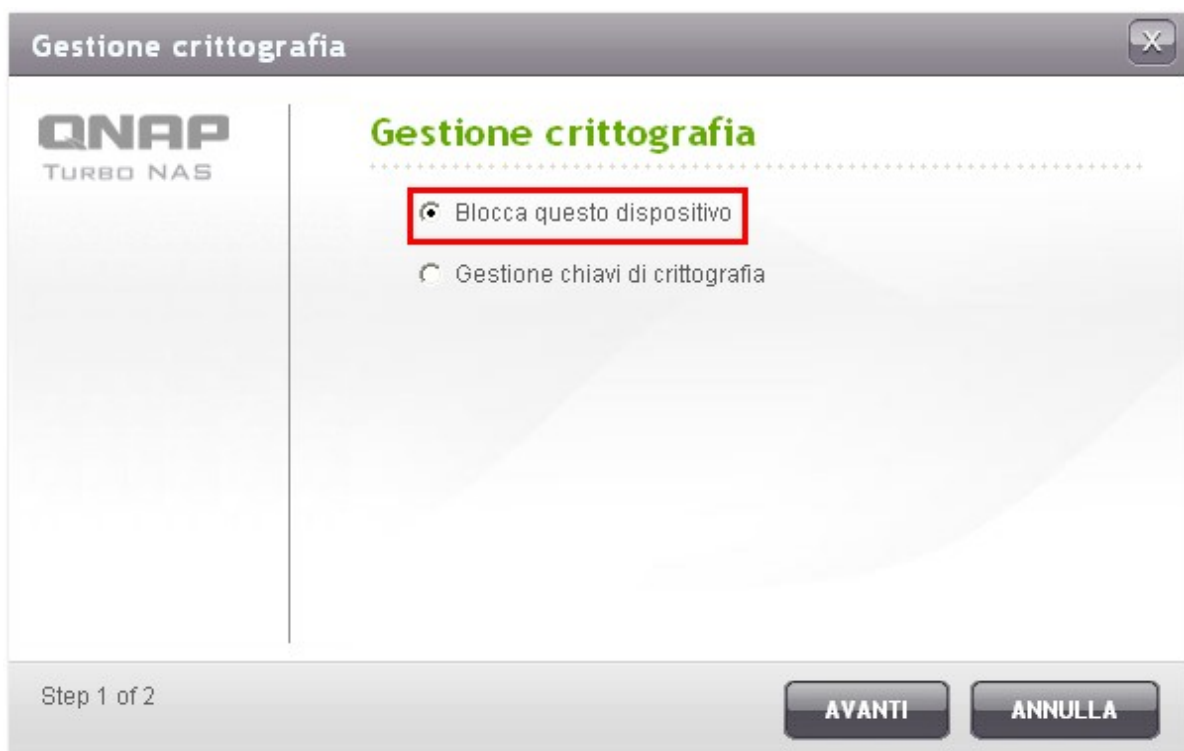 Gestione crittografia
X
QNAP
TURBO NAS
Gestione crittografia
Blocca questo dispositivo
Gestione chiavi di crittografia
Step 1 of 2
AVANTI
ANNULLA